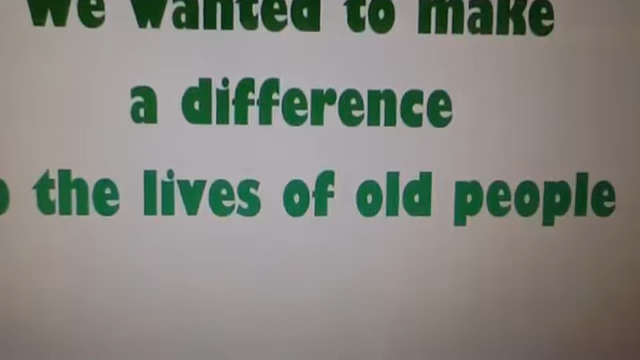 We wanted to make
a difference
the lives of old people